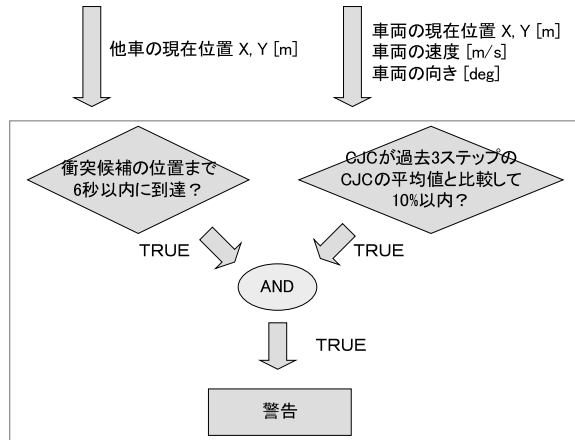 他車の現在位置 X, Y [m]
車両の現在位置 X, Y [m]
車両の速度 [m/s]
車両の向き [deg]
衝突候補の位置まで
6秒以内に到達？
CJCが過去3ステップの
CJCの平均値と比較して
10%以内？
TRUE
TRUE
AND
TRUE
警告